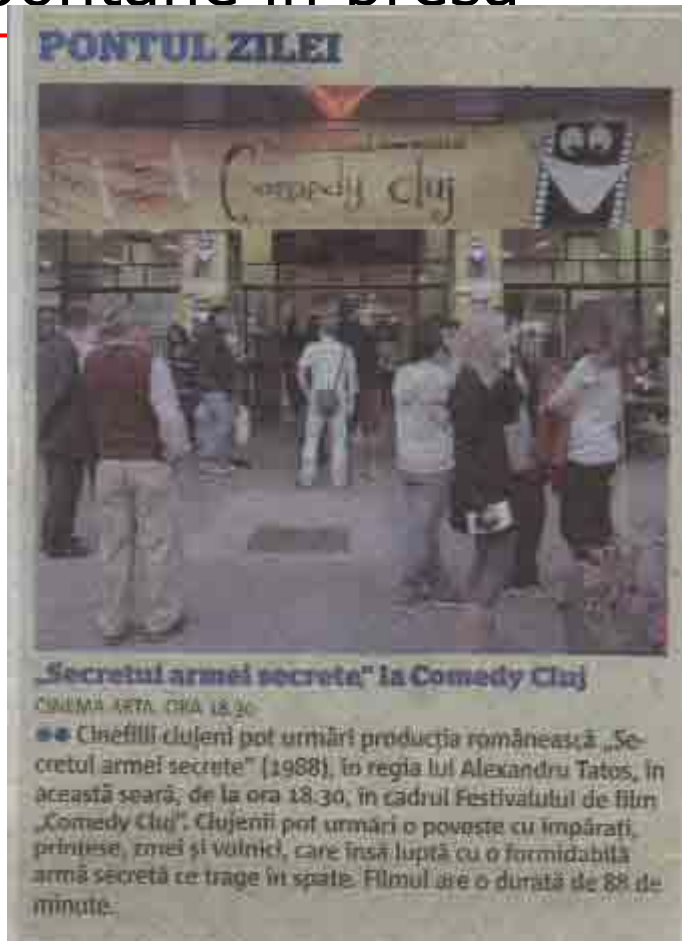 în presă
PONTUL ZILEI
Comedy Cluj
„Secretul armei secrete” la Comedy Cluj
CINEMA ARTA, ORA 18.30
Cinefilii clujeni pot urmări producția românească „Se-
cretul armei secrete” (1988), în regia lui Alexandru Tatos, în
această seară, de la ora 18.30, în cadrul Festivalului de film
„Comedy Cluj”. Clujenii pot urmări o poveste cu împărați,
prințese, zmei și voinici, care însă luptă cu o formidabilă
armă secretă ce trage în spate. Filmul are o durată de 88 de
minute.